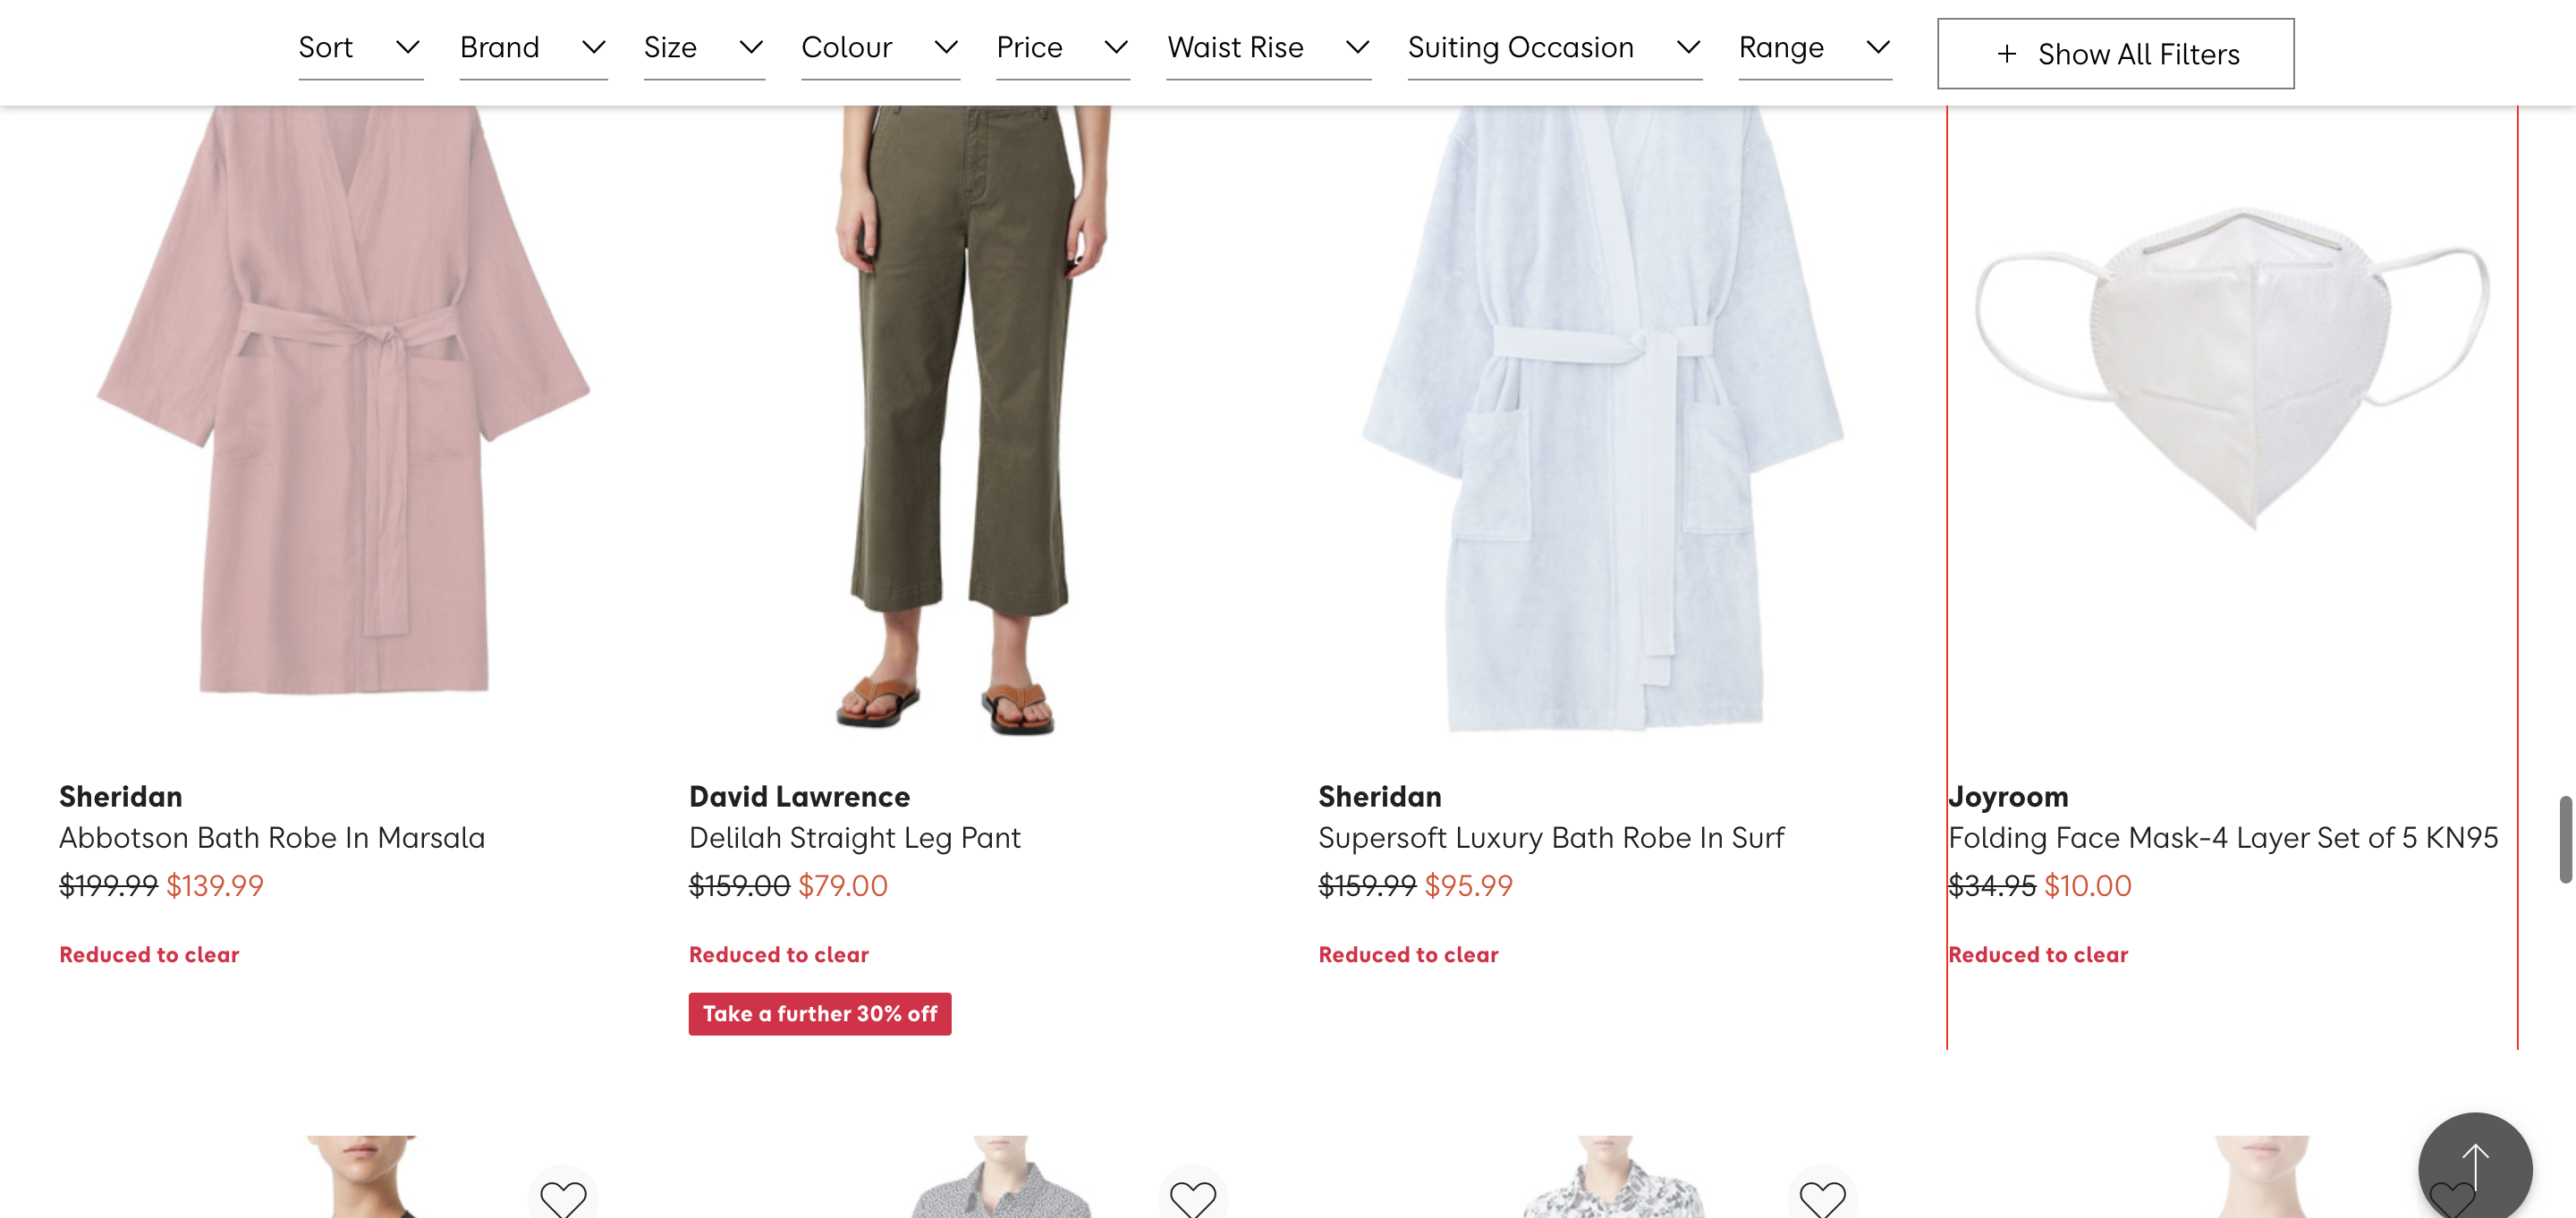 Sort
Brand
Size
Colour
Price
Waist Rise
Suiting Occasion
Range
+ Show All Filters
Sheridan
Abbotson Bath Robe In Marsala
$199.99 $139.99
Reduced to clear
David Lawrence
Delilah Straight Leg Pant
$159.00 $79.00
Reduced to clear
Take a further 30% off
Sheridan
Supersoft Luxury Bath Robe In Surf
$159.99 $95.99
Reduced to clear
Joyroom
Folding Face Mask-4 Layer Set of 5 KN95
$34.95 $10.00
Reduced to clear